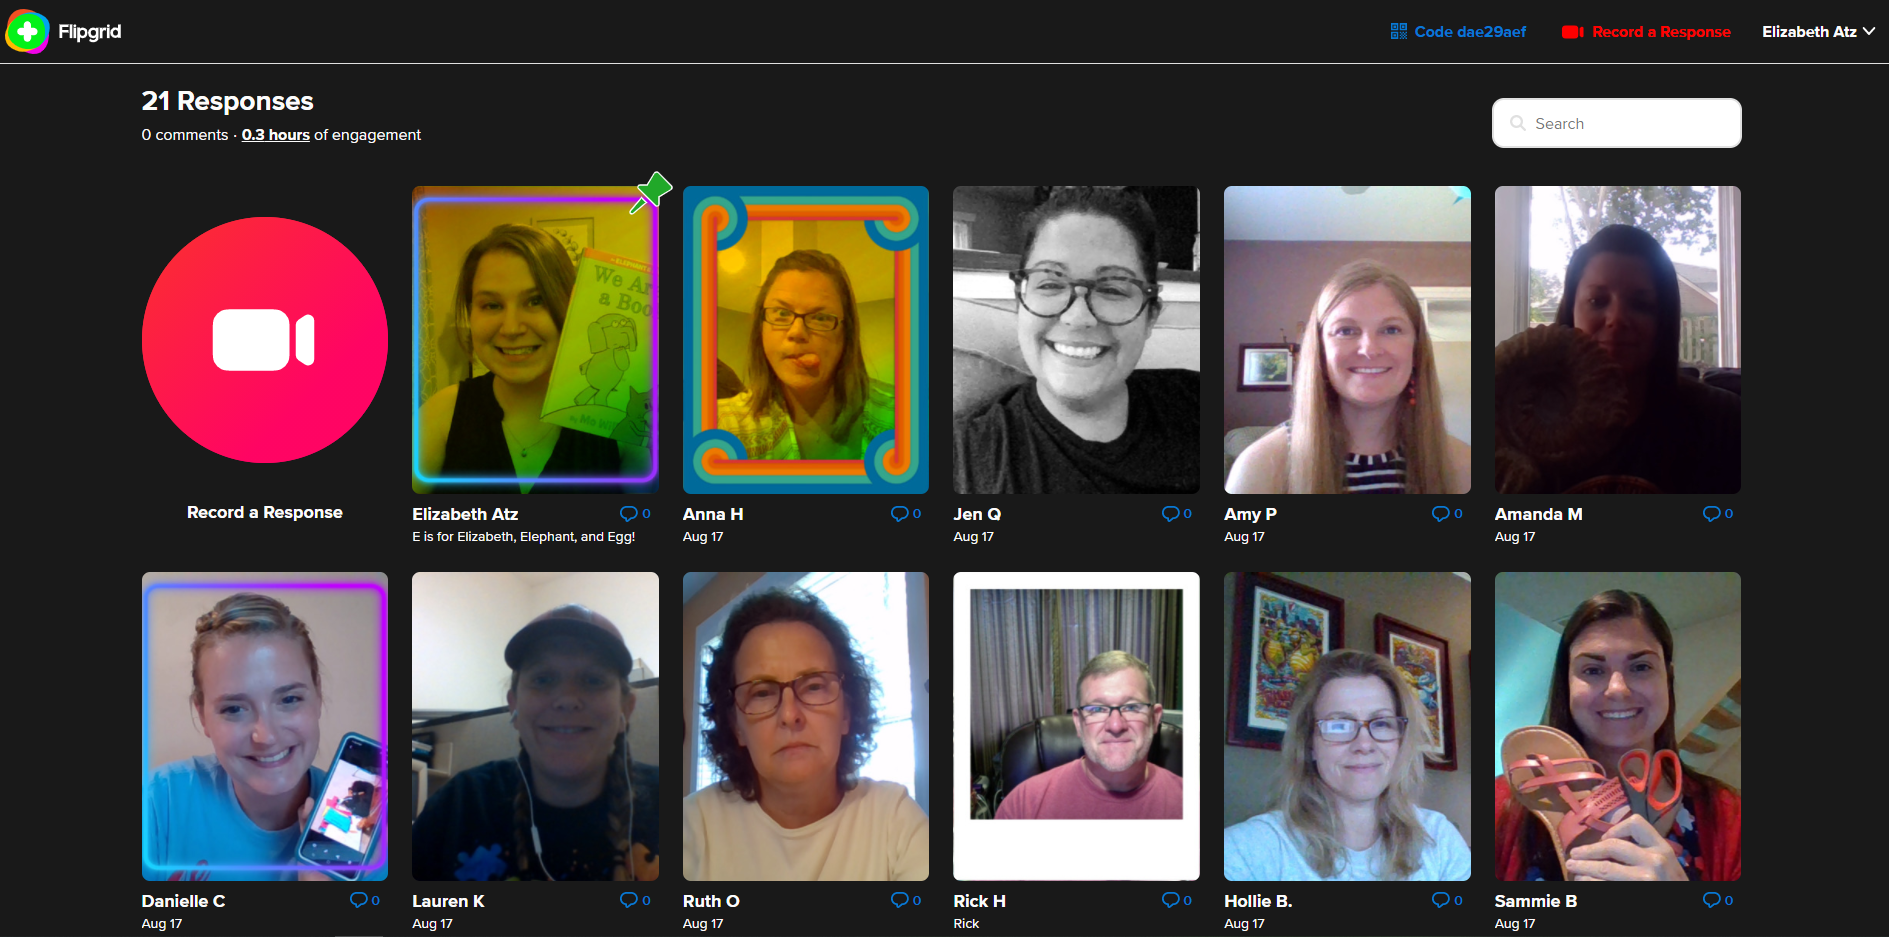 Flipgrid
Code dae29aef
Record a Response
Elizabeth Atz
21 Responses
0 comments · 0.3 hours of engagement
Search
We Ar
a Boo
Record a Response
Elizabeth Atz 0
E is for Elizabeth, Elephant, and Egg!
Anna H 0
Aug 17
Jen Q 0
Aug 17
Amy P 0
Aug 17
Amanda M 0
Aug 17
Danielle C 0
Aug 17
Lauren K 0
Aug 17
Ruth O 0
Aug 17
Rick H 0
Rick
Hollie B. 0
Aug 17
Sammie B 0
Aug 17